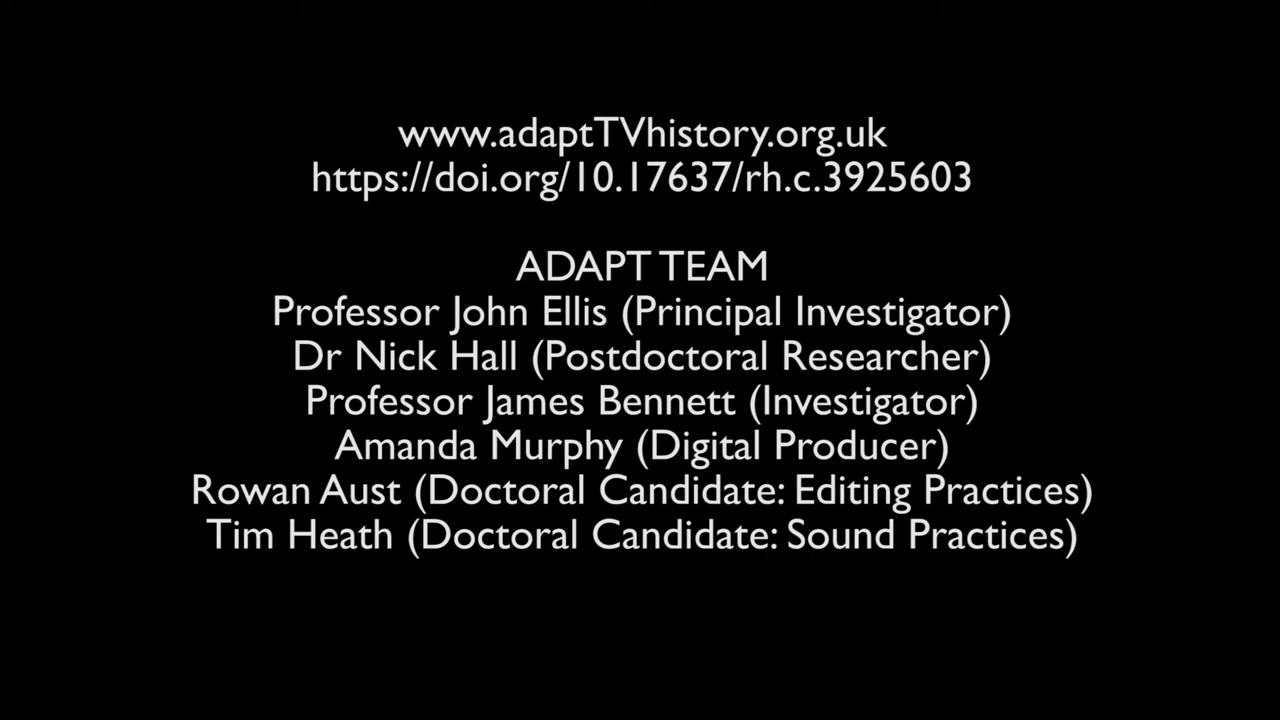 www.adaptTVhistory.org.uk
https://doi.org/10.17637/rh.c.3925603
ADAPT TEAM
Professor John Ellis (Principal Investigator)
Dr Nick Hall (Postdoctoral Researcher)
Professor James Bennett (Investigator)
Amanda Murphy (Digital Producer)
Rowan Aust (Doctoral Candidate: Editing Practices)
Tim Heath (Doctoral Candidate: Sound Practices)